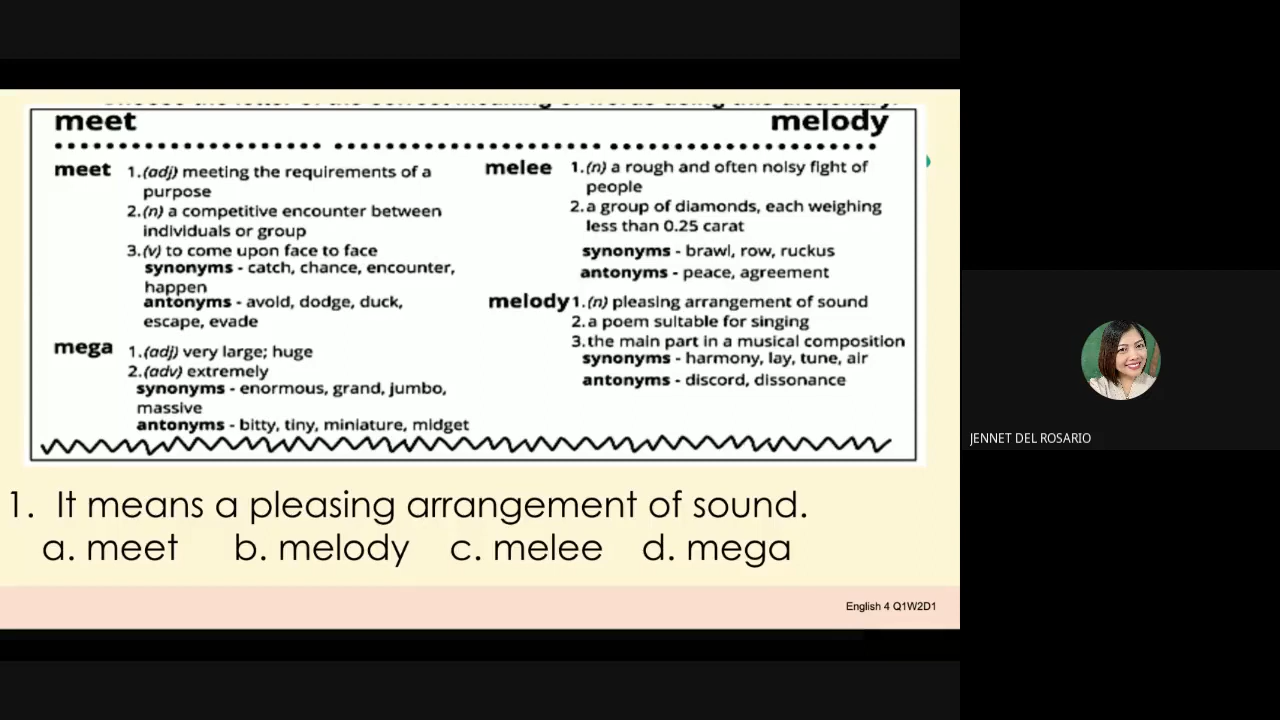 meet melody
meet 1.(adj) meeting the requirements of a
purpose
2.(n) a competitive encounter between
individuals or group
3.(v) to come upon face to face
synonyms - catch, chance, encounter,
happen
antonyms - avoid, dodge, duck,
escape, evade
mega 1.(adj) very large; huge
2.(adv) extremely
synonyms - enormous, grand, jumbo,
massive
antonyms - bitty, tiny, miniature, midget
melee 1.(n) a rough and often noisy fight of
people
2.a group of diamonds, each weighing
less than 0.25 carat
synonyms - brawl, row, ruckus
antonyms - peace, agreement
melody 1.(n) pleasing arrangement of sound
2.a poem suitable for singing
3.the main part in a musical composition
synonyms - harmony, lay, tune, air
antonyms - discord, dissonance
1. It means a pleasing arrangement of sound.
a. meet b. melody c. melee d. mega
English 4 Q1W2D1
JENNET DEL ROSARIO